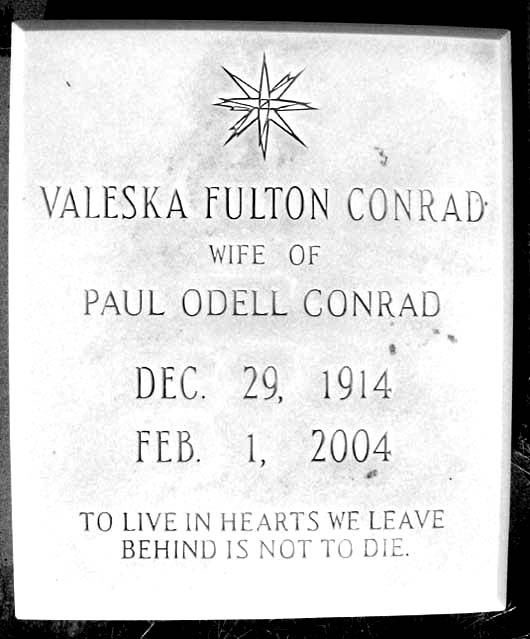 VALESKA FULTON CONRAD
WIFE OF
PAUL ODELL CONRAD
DEC. 29, 1914
FEB. 1, 2004
TO LIVE IN HEARTS WE LEAVE
BEHIND IS NOT TO DIE.